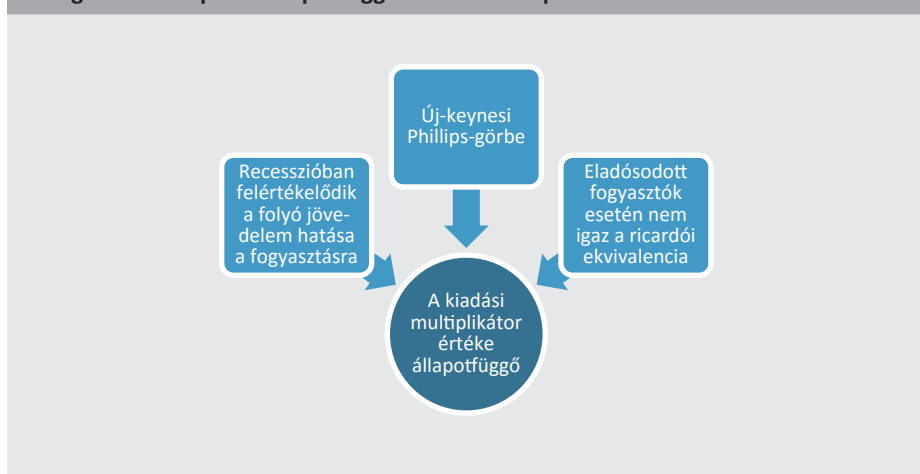 Új-keynesi
Phillips-görbe
Recesszióban
felértékelődik
a folyó jöve-
delem hatása
a fogyasztásra
Eladósodott
fogyasztók
esetén nem
igaz a ricardói
ekvivalencia
A kiadási
multiplikátor
értéke
állapotfüggő